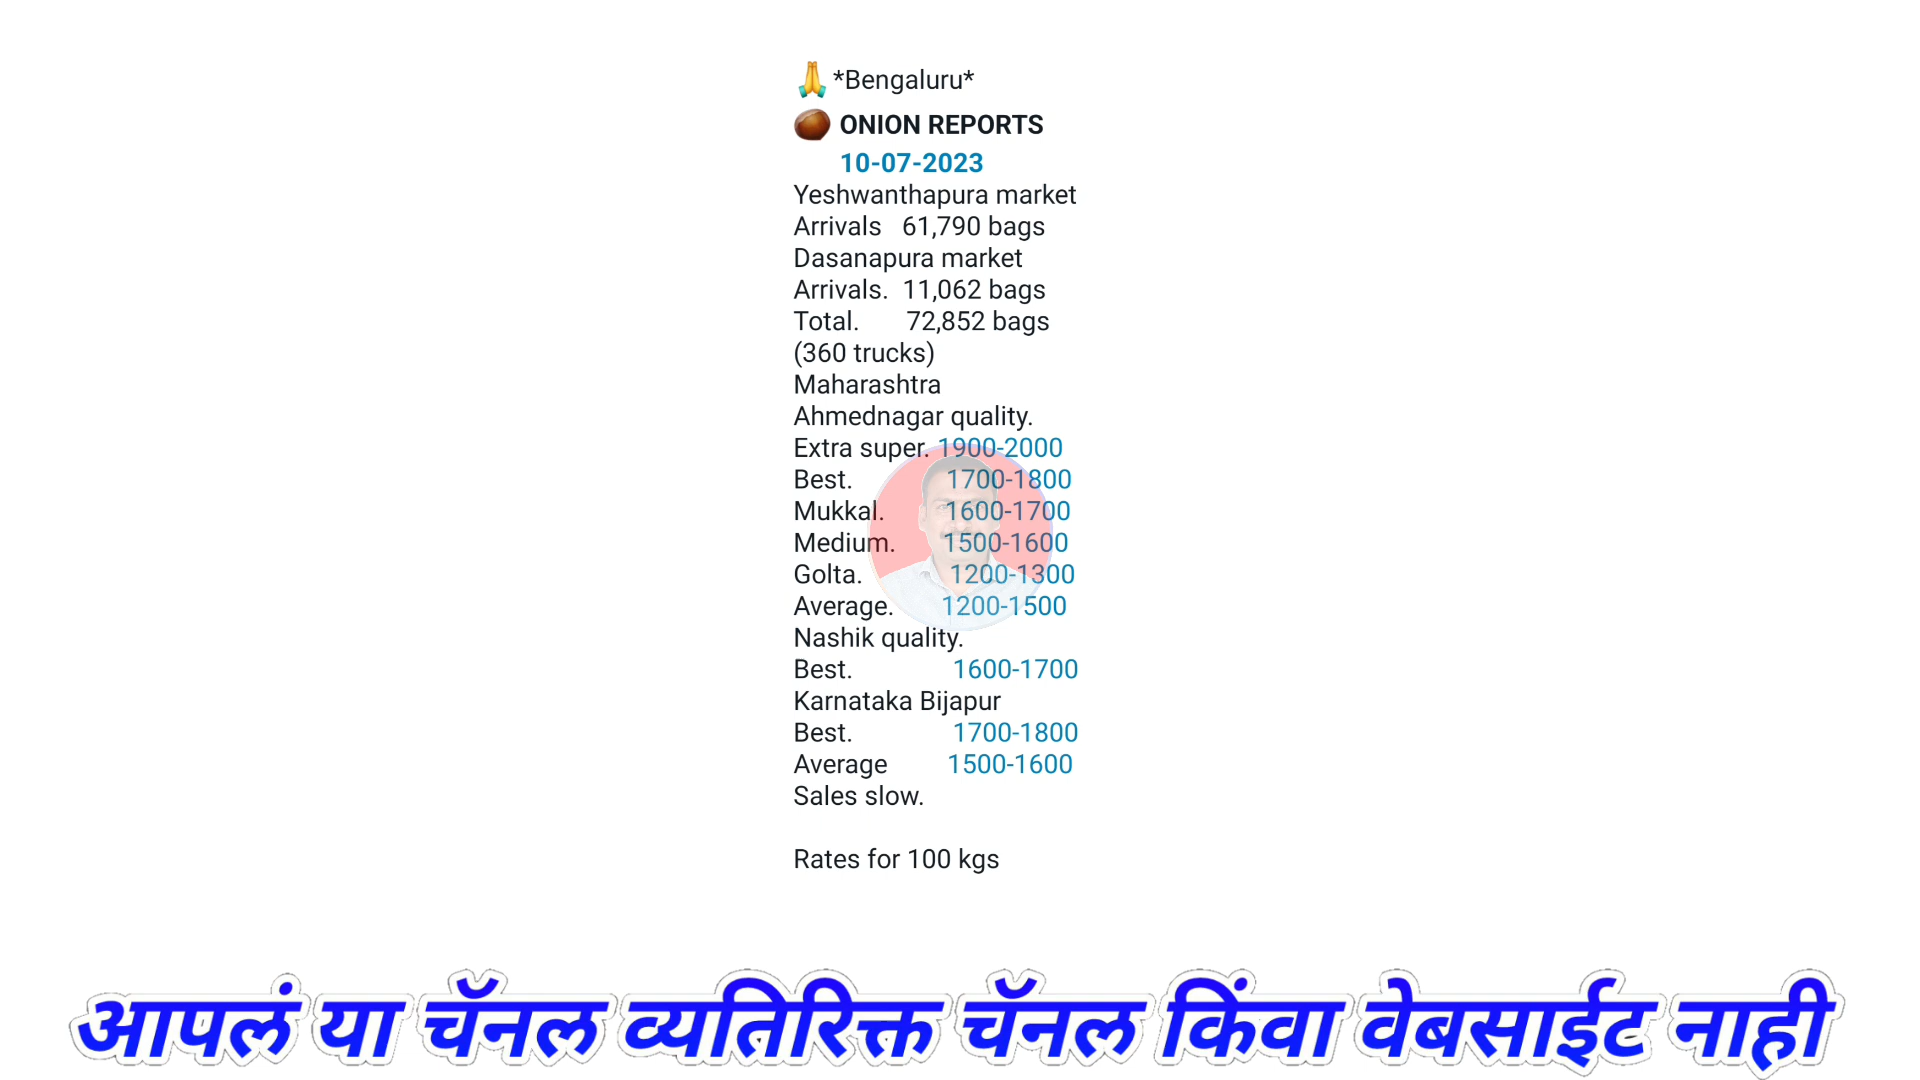 🙏*Bengaluru*
🌰 ONION REPORTS
10-07-2023
Yeshwanthapura market
Arrivals 61,790 bags
Dasanapura market
Arrivals. 11,062 bags
Total. 72,852 bags
(360 trucks)
Maharashtra
Ahmednagar quality.
Extra super. 1900-2000
Best. 1700-1800
Mukkal. 1600-1700
Medium. 1500-1600
Golta. 1200-1300
Average. 1200-1500
Nashik quality.
Best. 1600-1700
Karnataka Bijapur
Best. 1700-1800
Average 1500-1600
Sales slow.
Rates for 100 kgs
आपलं या चॅनल व्यतिरिक्त चॅनल किंवा वेबसाईट नाही